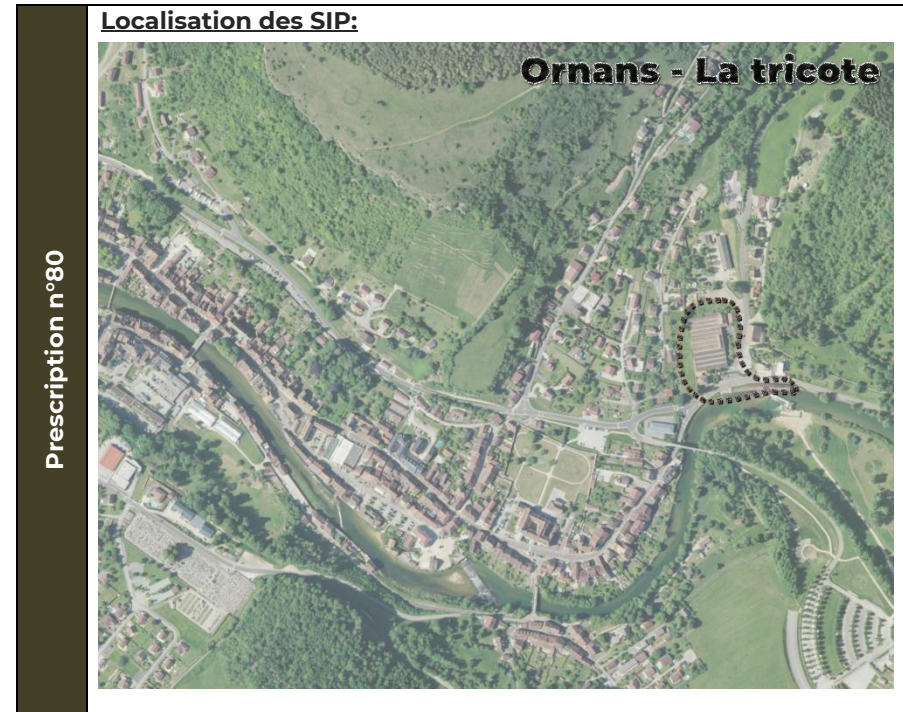 Localisation des SIP:
Ornans - La tricote
Prescription n°80